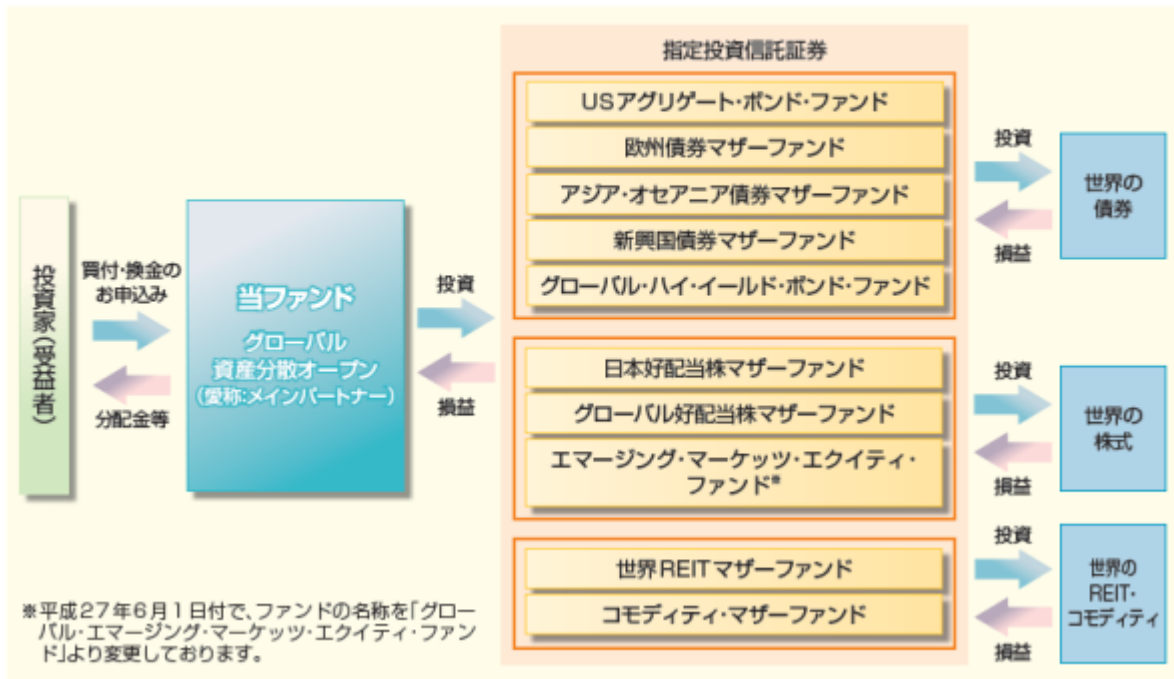 投資家(受益者)
買付・換金の
お申込み
分配金等
当ファンド
グローバル
資産分散オープン
(愛称:メインパートナー)
投資
損益
指定投資信託証券
USアグリゲート・ボンド・ファンド
欧州債券マザーファンド
アジア・オセアニア債券マザーファンド
新興国債券マザーファンド
グローバル・ハイ・イールド・ボンド・ファンド
投資
損益
世界の
債券
日本好配当株マザーファンド
グローバル好配当株マザーファンド
エマージング・マーケッツ・エクイティ・
ファンド※
投資
損益
世界の
株式
世界REITマザーファンド
コモディティ・マザーファンド
投資
損益
世界の
REIT・
コモディティ
※平成27年6月1日付で、ファンドの名称を「グロー
バル・エマージング・マーケッツ・エクイティ・ファン
ド」より変更しております。